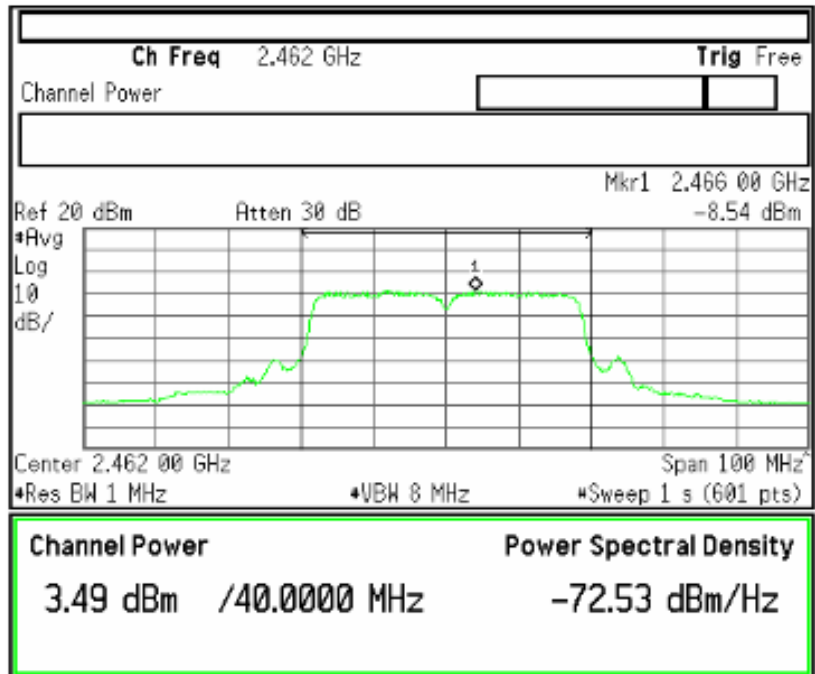 Ch Freq 2.462 GHz Trig Free
Channel Power
Mkr1 2.466 00 GHz
Ref 20 dBm Atten 30 dB -8.54 dBm
#Avg
Log
10
dB/
1
Center 2.462 00 GHz Span 100 MHz^
#Res BW 1 MHz #VBW 8 MHz #Sweep 1 s (601 pts)
Channel Power Power Spectral Density
3.49 dBm /40.0000 MHz -72.53 dBm/Hz